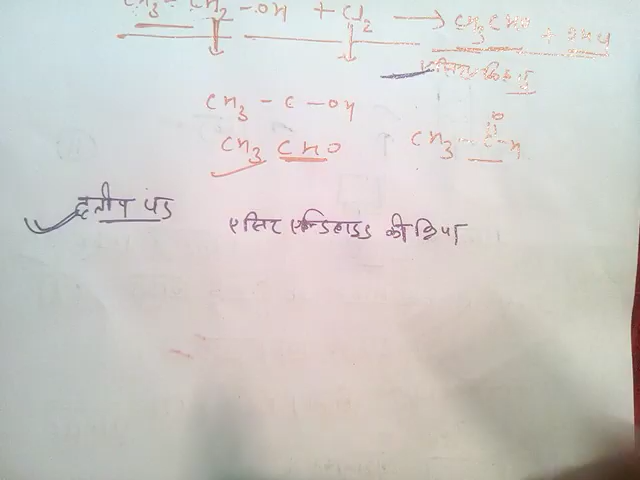 CH3 - CH2 - OH + Cl2 → CH3CHO + 2HCl
CH3 - C - OH
O
CH3 CHO CH3 - C - H
द्वितीय पद एसिट एल्डिहाइड की क्रिया